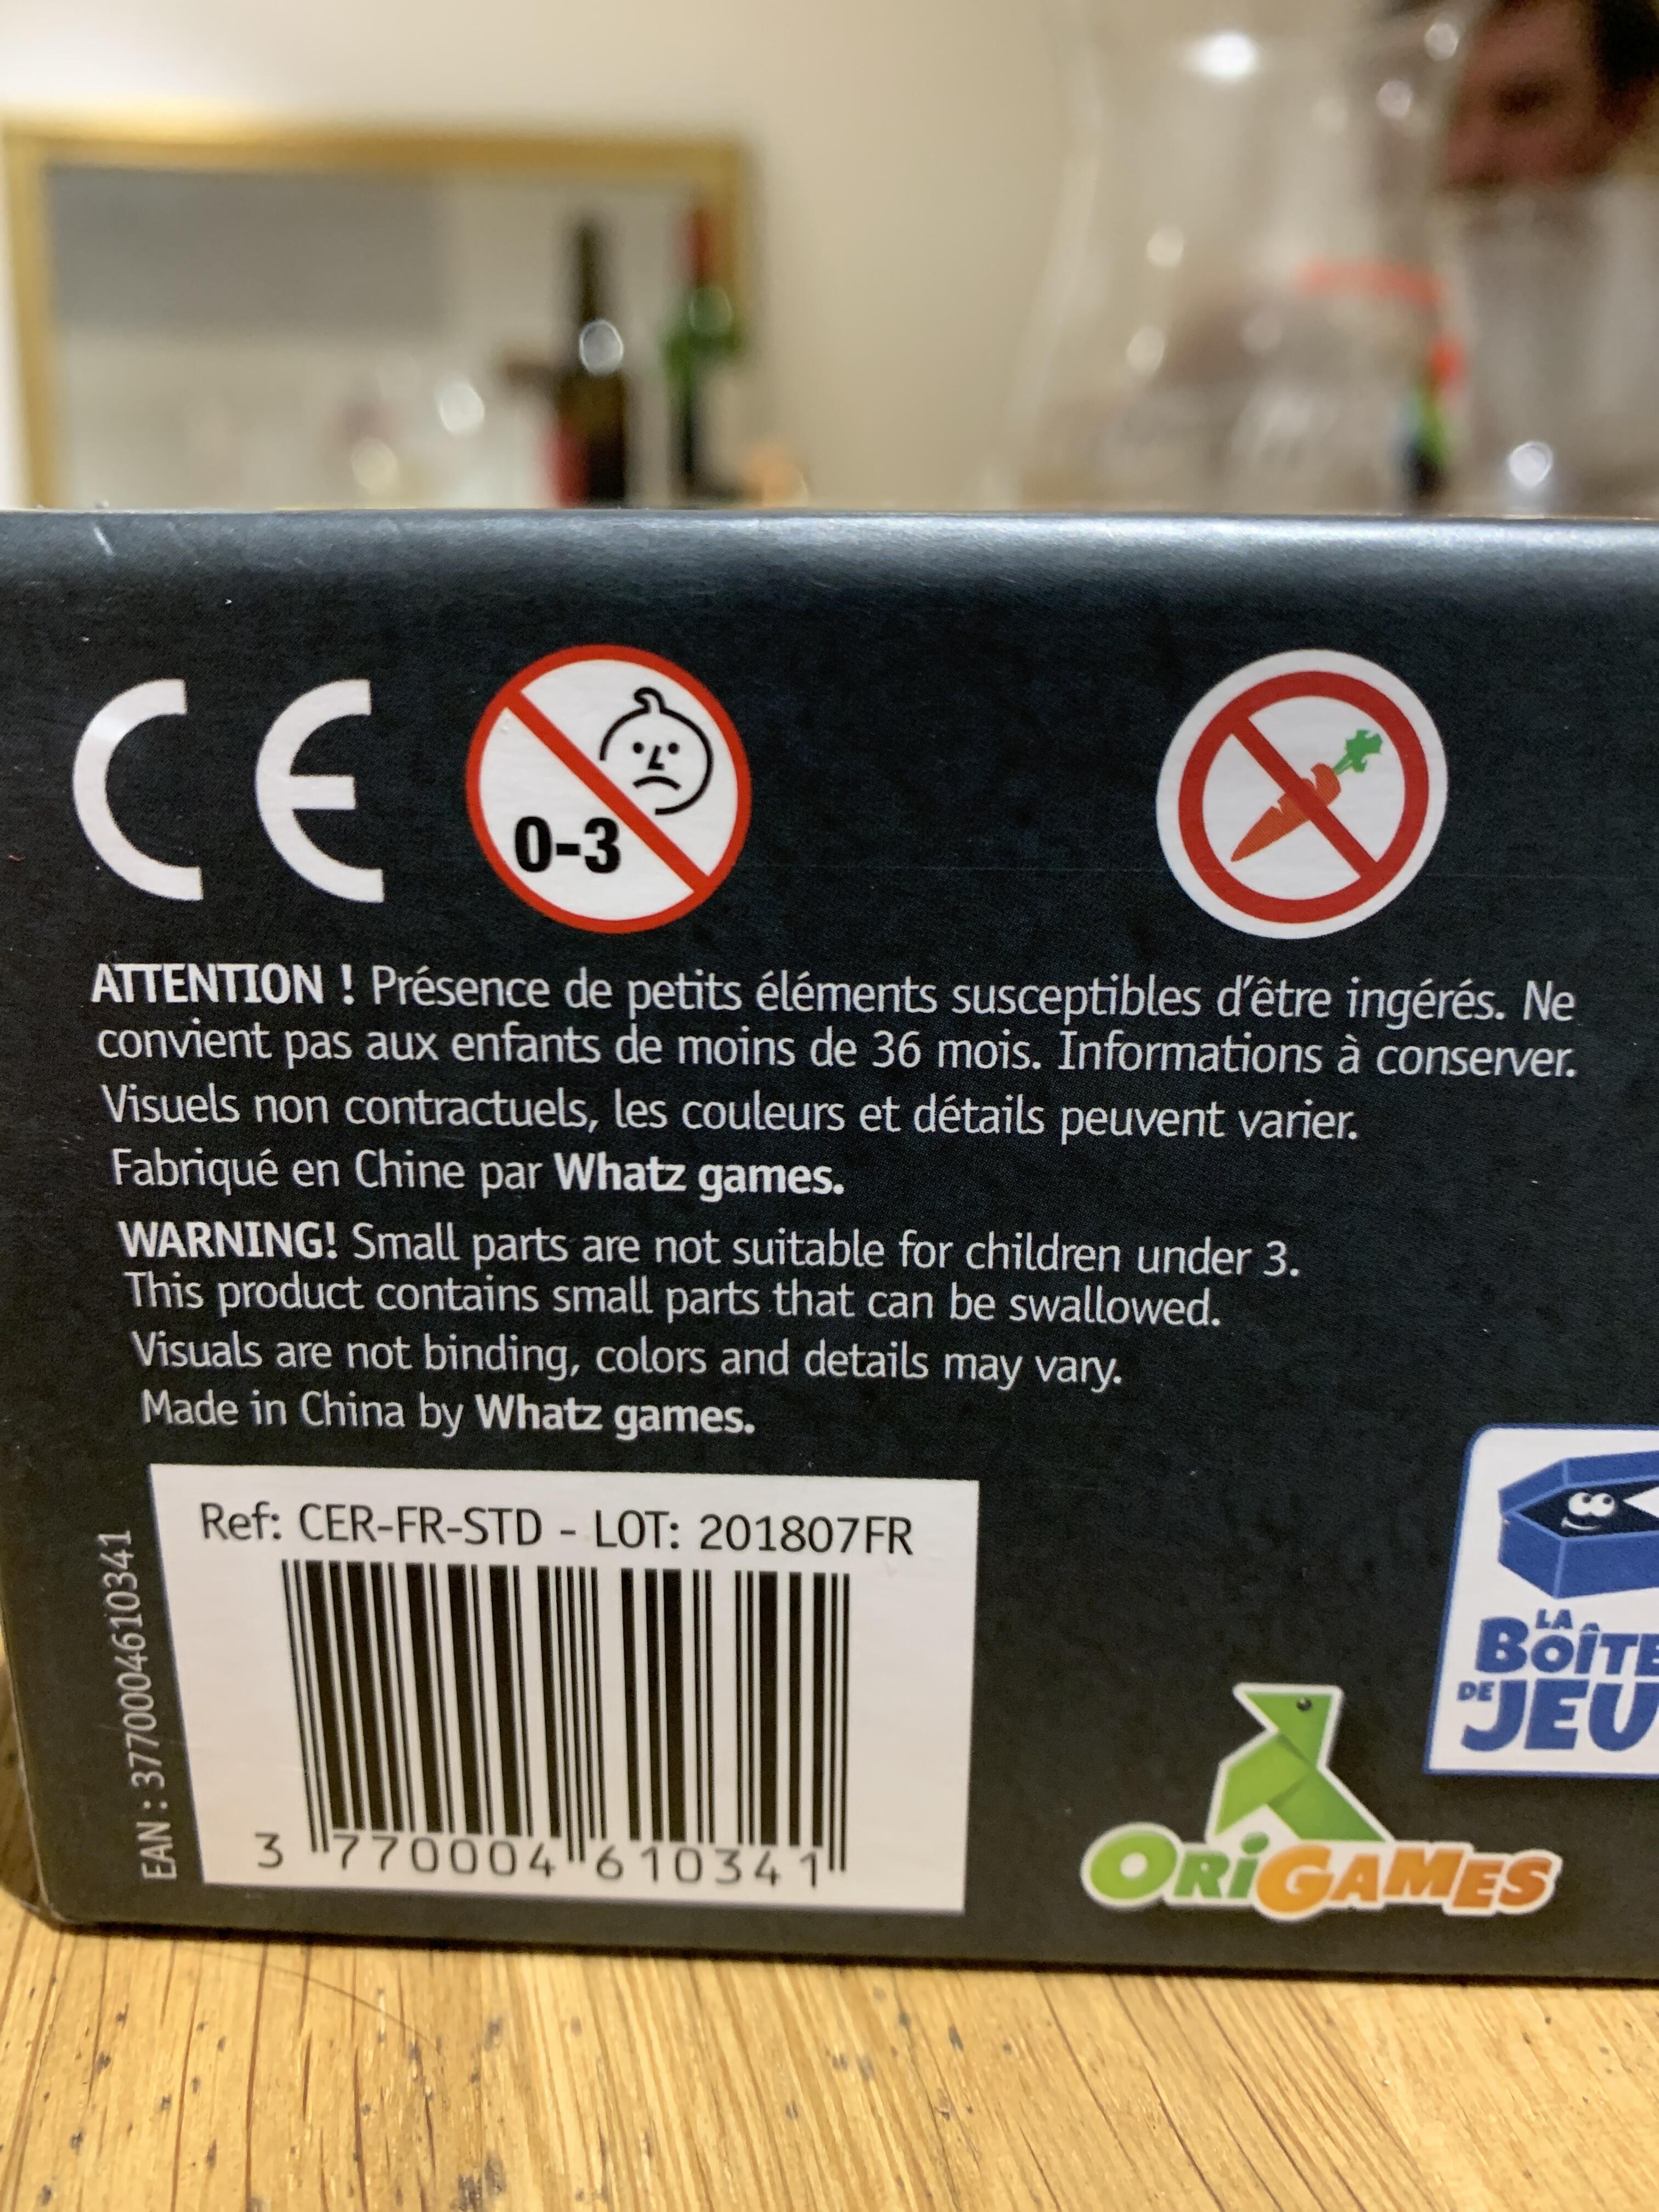 CE
0-3
ATTENTION ! Présence de petits éléments susceptibles d'être ingérés. Ne
convient pas aux enfants de moins de 36 mois. Informations à conserver.
Visuels non contractuels, les couleurs et détails peuvent varier.
Fabriqué en Chine par Whatz games.
WARNING! Small parts are not suitable for children under 3.
This product contains small parts that can be swallowed.
Visuals are not binding, colors and details may vary.
Made in China by Whatz games.
Ref: CER-FR-STD - LOT: 201807FR
EAN : 3770004610341
3 770004 610341
ORIGAMES
LA
BOÎTE
DE JEU